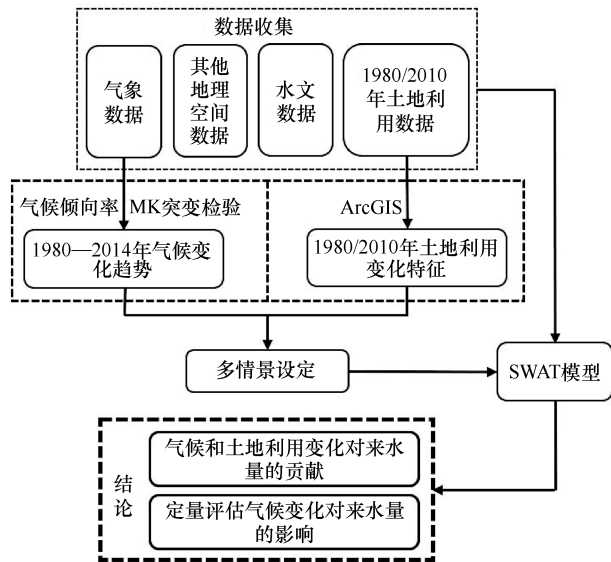 数据收集
气象
数据
其他
地理
空间
数据
水文
数据
1980/2010
年土地利
用数据
气候倾向率 MK突变检验
ArcGIS
1980—2014年气候变
化趋势
1980/2010年土地利用
变化特征
多情景设定
SWAT模型
结论
气候和土地利用变化对来水
量的贡献
定量评估气候变化对来水量
的影响